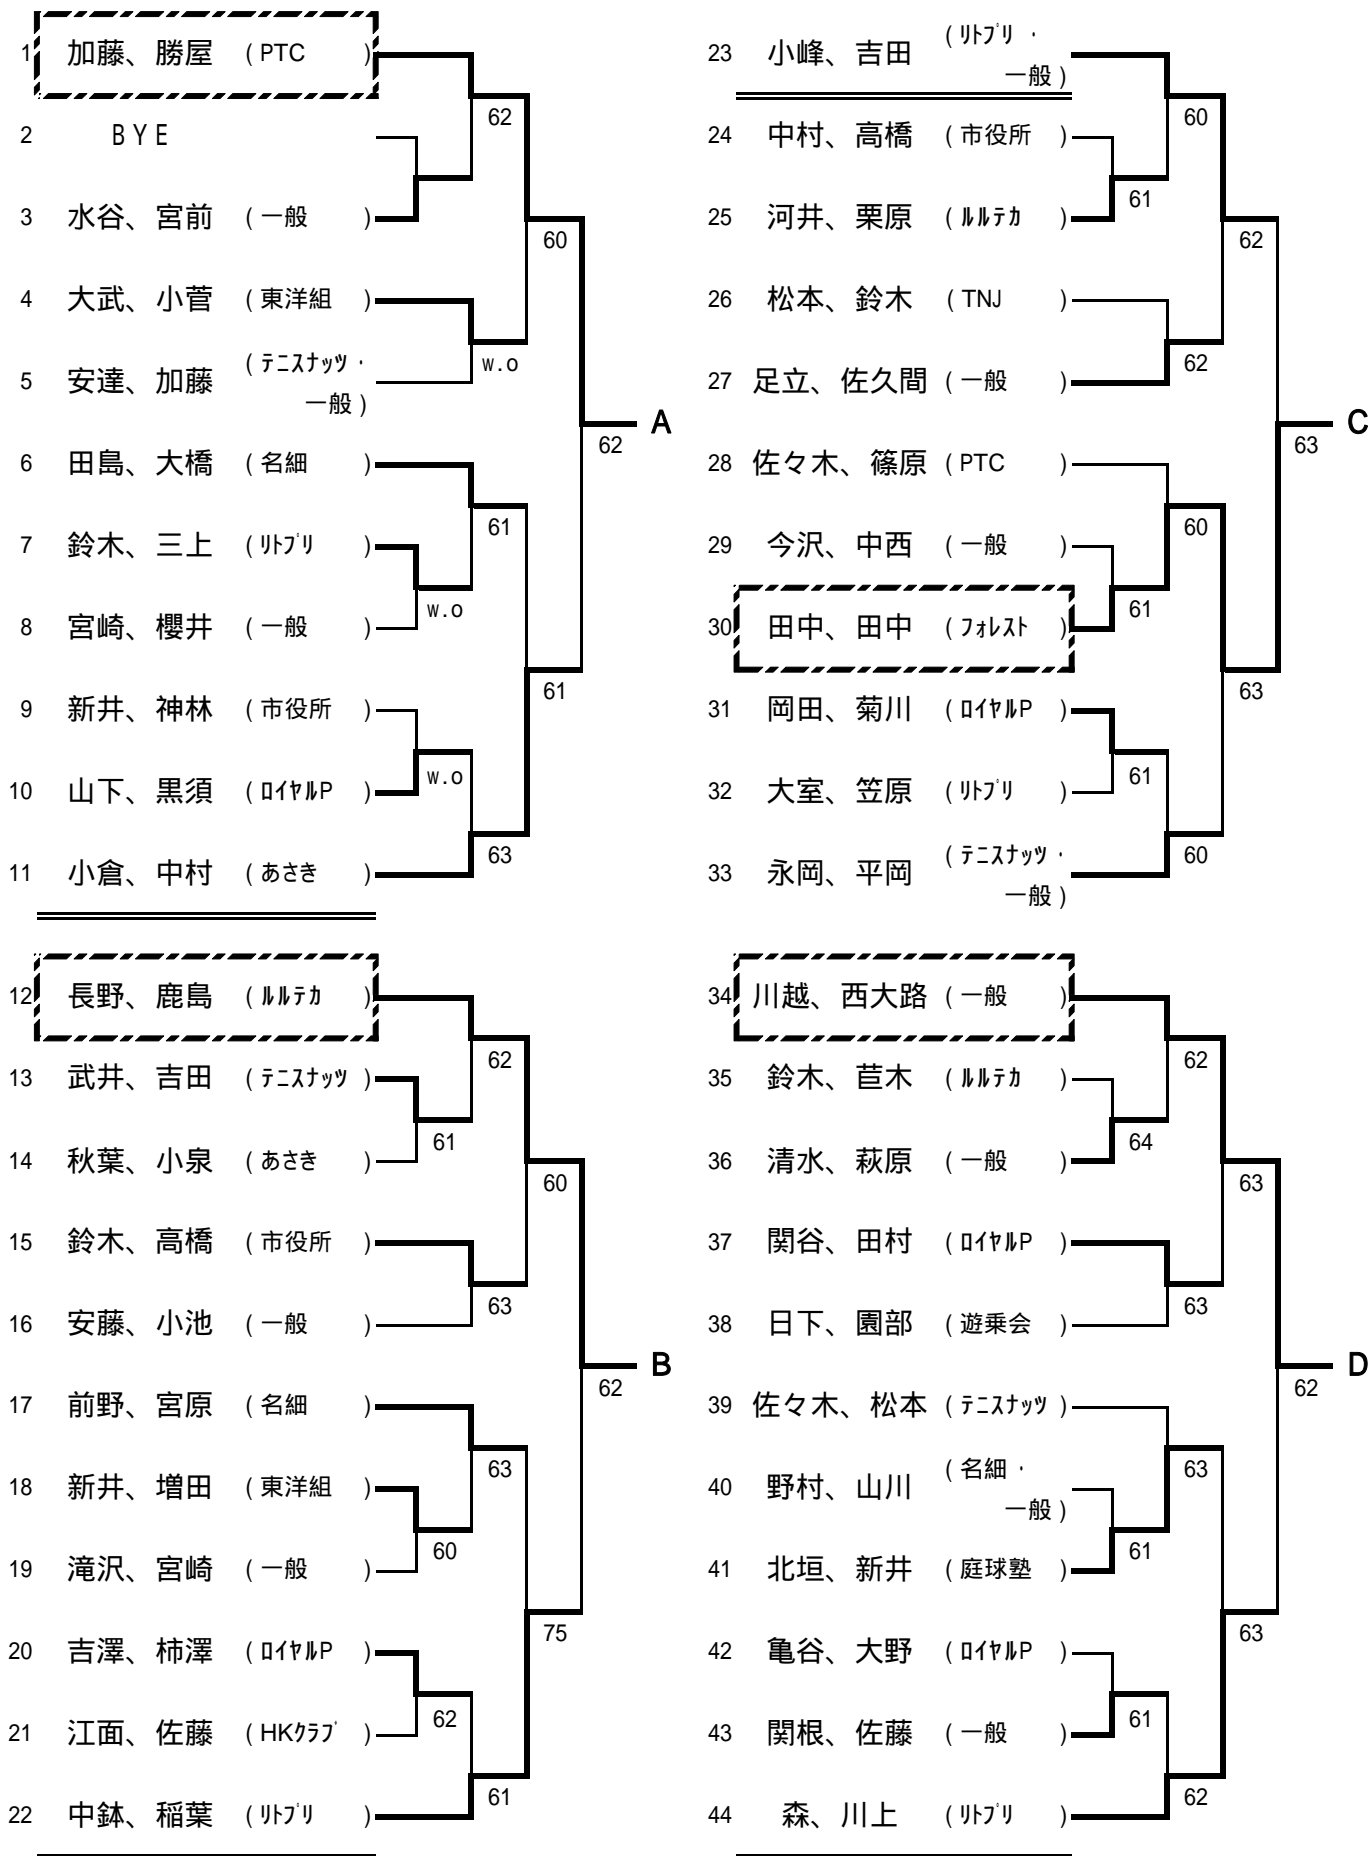 1 加藤、勝屋 ( PTC )
62
2 BYE
3 水谷、宮前 ( 一般 )
60
4 大武、小菅 ( 東洋組 )
w.o
5 安達、加藤 ( ﾃﾆｽﾅｯﾂ ・
一般 )
A
62
6 田島、大橋 ( 名細 )
61
7 鈴木、三上 ( ﾘﾄﾌﾟﾘ )
w.o
8 宮崎、櫻井 ( 一般 )
61
9 新井、神林 ( 市役所 )
w.o
10 山下、黒須 ( ﾛｲﾔﾙP )
63
11 小倉、中村 ( あさき )
12 長野、鹿島 ( ﾙﾙﾃｶ )
62
13 武井、吉田 ( ﾃﾆｽﾅｯﾂ )
61
14 秋葉、小泉 ( あさき )
60
15 鈴木、高橋 ( 市役所 )
63
16 安藤、小池 ( 一般 )
B
62
17 前野、宮原 ( 名細 )
63
18 新井、増田 ( 東洋組 )
60
19 滝沢、宮崎 ( 一般 )
75
20 吉澤、柿澤 ( ﾛｲﾔﾙP )
62
21 江面、佐藤 ( HKｸﾗﾌﾞ )
61
22 中鉢、稲葉 ( ﾘﾄﾌﾟﾘ )
23 小峰、吉田 ( ﾘﾄﾌﾟﾘ ・
一般 )
60
24 中村、高橋 ( 市役所 )
61
25 河井、栗原 ( ﾙﾙﾃｶ )
62
26 松本、鈴木 ( TNJ )
62
27 足立、佐久間 ( 一般 )
C
63
28 佐々木、篠原 ( PTC )
60
29 今沢、中西 ( 一般 )
61
30 田中、田中 ( ﾌｫﾚｽﾄ )
63
31 岡田、菊川 ( ﾛｲﾔﾙP )
61
32 大室、笠原 ( ﾘﾄﾌﾟﾘ )
60
33 永岡、平岡 ( ﾃﾆｽﾅｯﾂ ・
一般 )
34 川越、西大路 ( 一般 )
62
35 鈴木、苣木 ( ﾙﾙﾃｶ )
64
36 清水、萩原 ( 一般 )
63
37 関谷、田村 ( ﾛｲﾔﾙP )
63
38 日下、園部 ( 遊乗会 )
D
62
39 佐々木、松本 ( ﾃﾆｽﾅｯﾂ )
63
40 野村、山川 ( 名細 ・
一般 )
61
41 北垣、新井 ( 庭球塾 )
63
42 亀谷、大野 ( ﾛｲﾔﾙP )
61
43 関根、佐藤 ( 一般 )
62
44 森、川上 ( ﾘﾄﾌﾟﾘ )